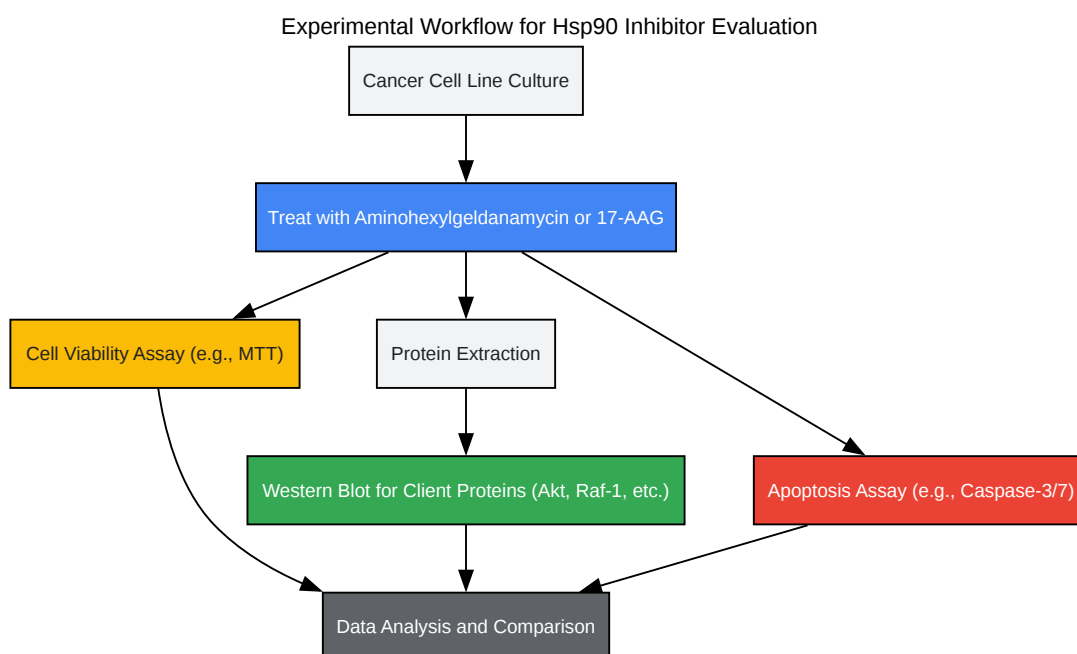 Experimental Workflow for Hsp90 Inhibitor Evaluation
Cancer Cell Line Culture
Treat with Aminohexylgeldanamycin or 17-AAG
Cell Viability Assay (e.g., MTT)
Protein Extraction
Western Blot for Client Proteins (Akt, Raf-1, etc.)
Apoptosis Assay (e.g., Caspase-3/7)
Data Analysis and Comparison